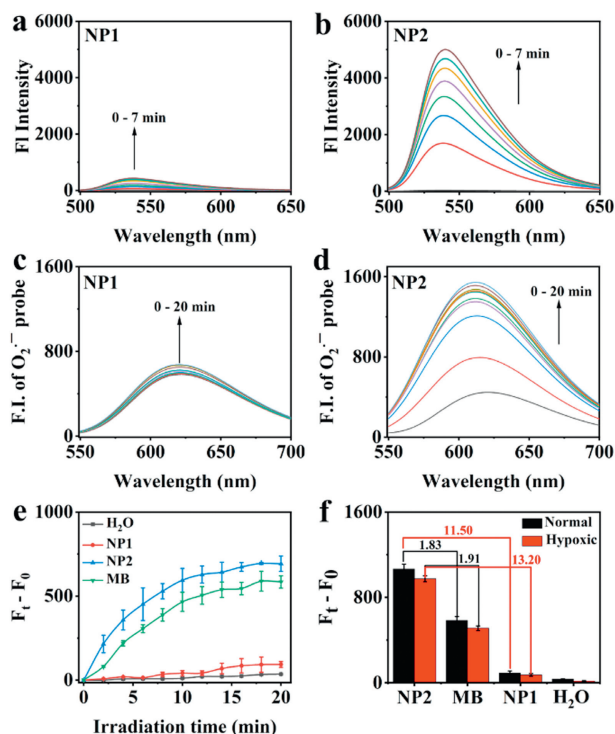 a
NP1
6000
4000
2000
0
0 - 7 min
500 550 600 650
Fl Intensity
Wavelength (nm)
b
NP2
6000
4000
2000
0
0 - 7 min
500 550 600 650
Fl Intensity
Wavelength (nm)
c
NP1
1600
800
0
0 - 20 min
550 600 650 700
F.I. of O₂·⁻ probe
Wavelength (nm)
d
NP2
1600
800
0
0 - 20 min
550 600 650 700
F.I. of O₂·⁻ probe
Wavelength (nm)
e
1000
500
0
H₂O
NP1
NP2
MB
0 5 10 15 20
Fₜ - F₀
Irradiation time (min)
f
1600
800
0
Normal
Hypoxic
11.50
1.83
1.91
13.20
NP2 MB NP1 H₂O
Fₜ - F₀